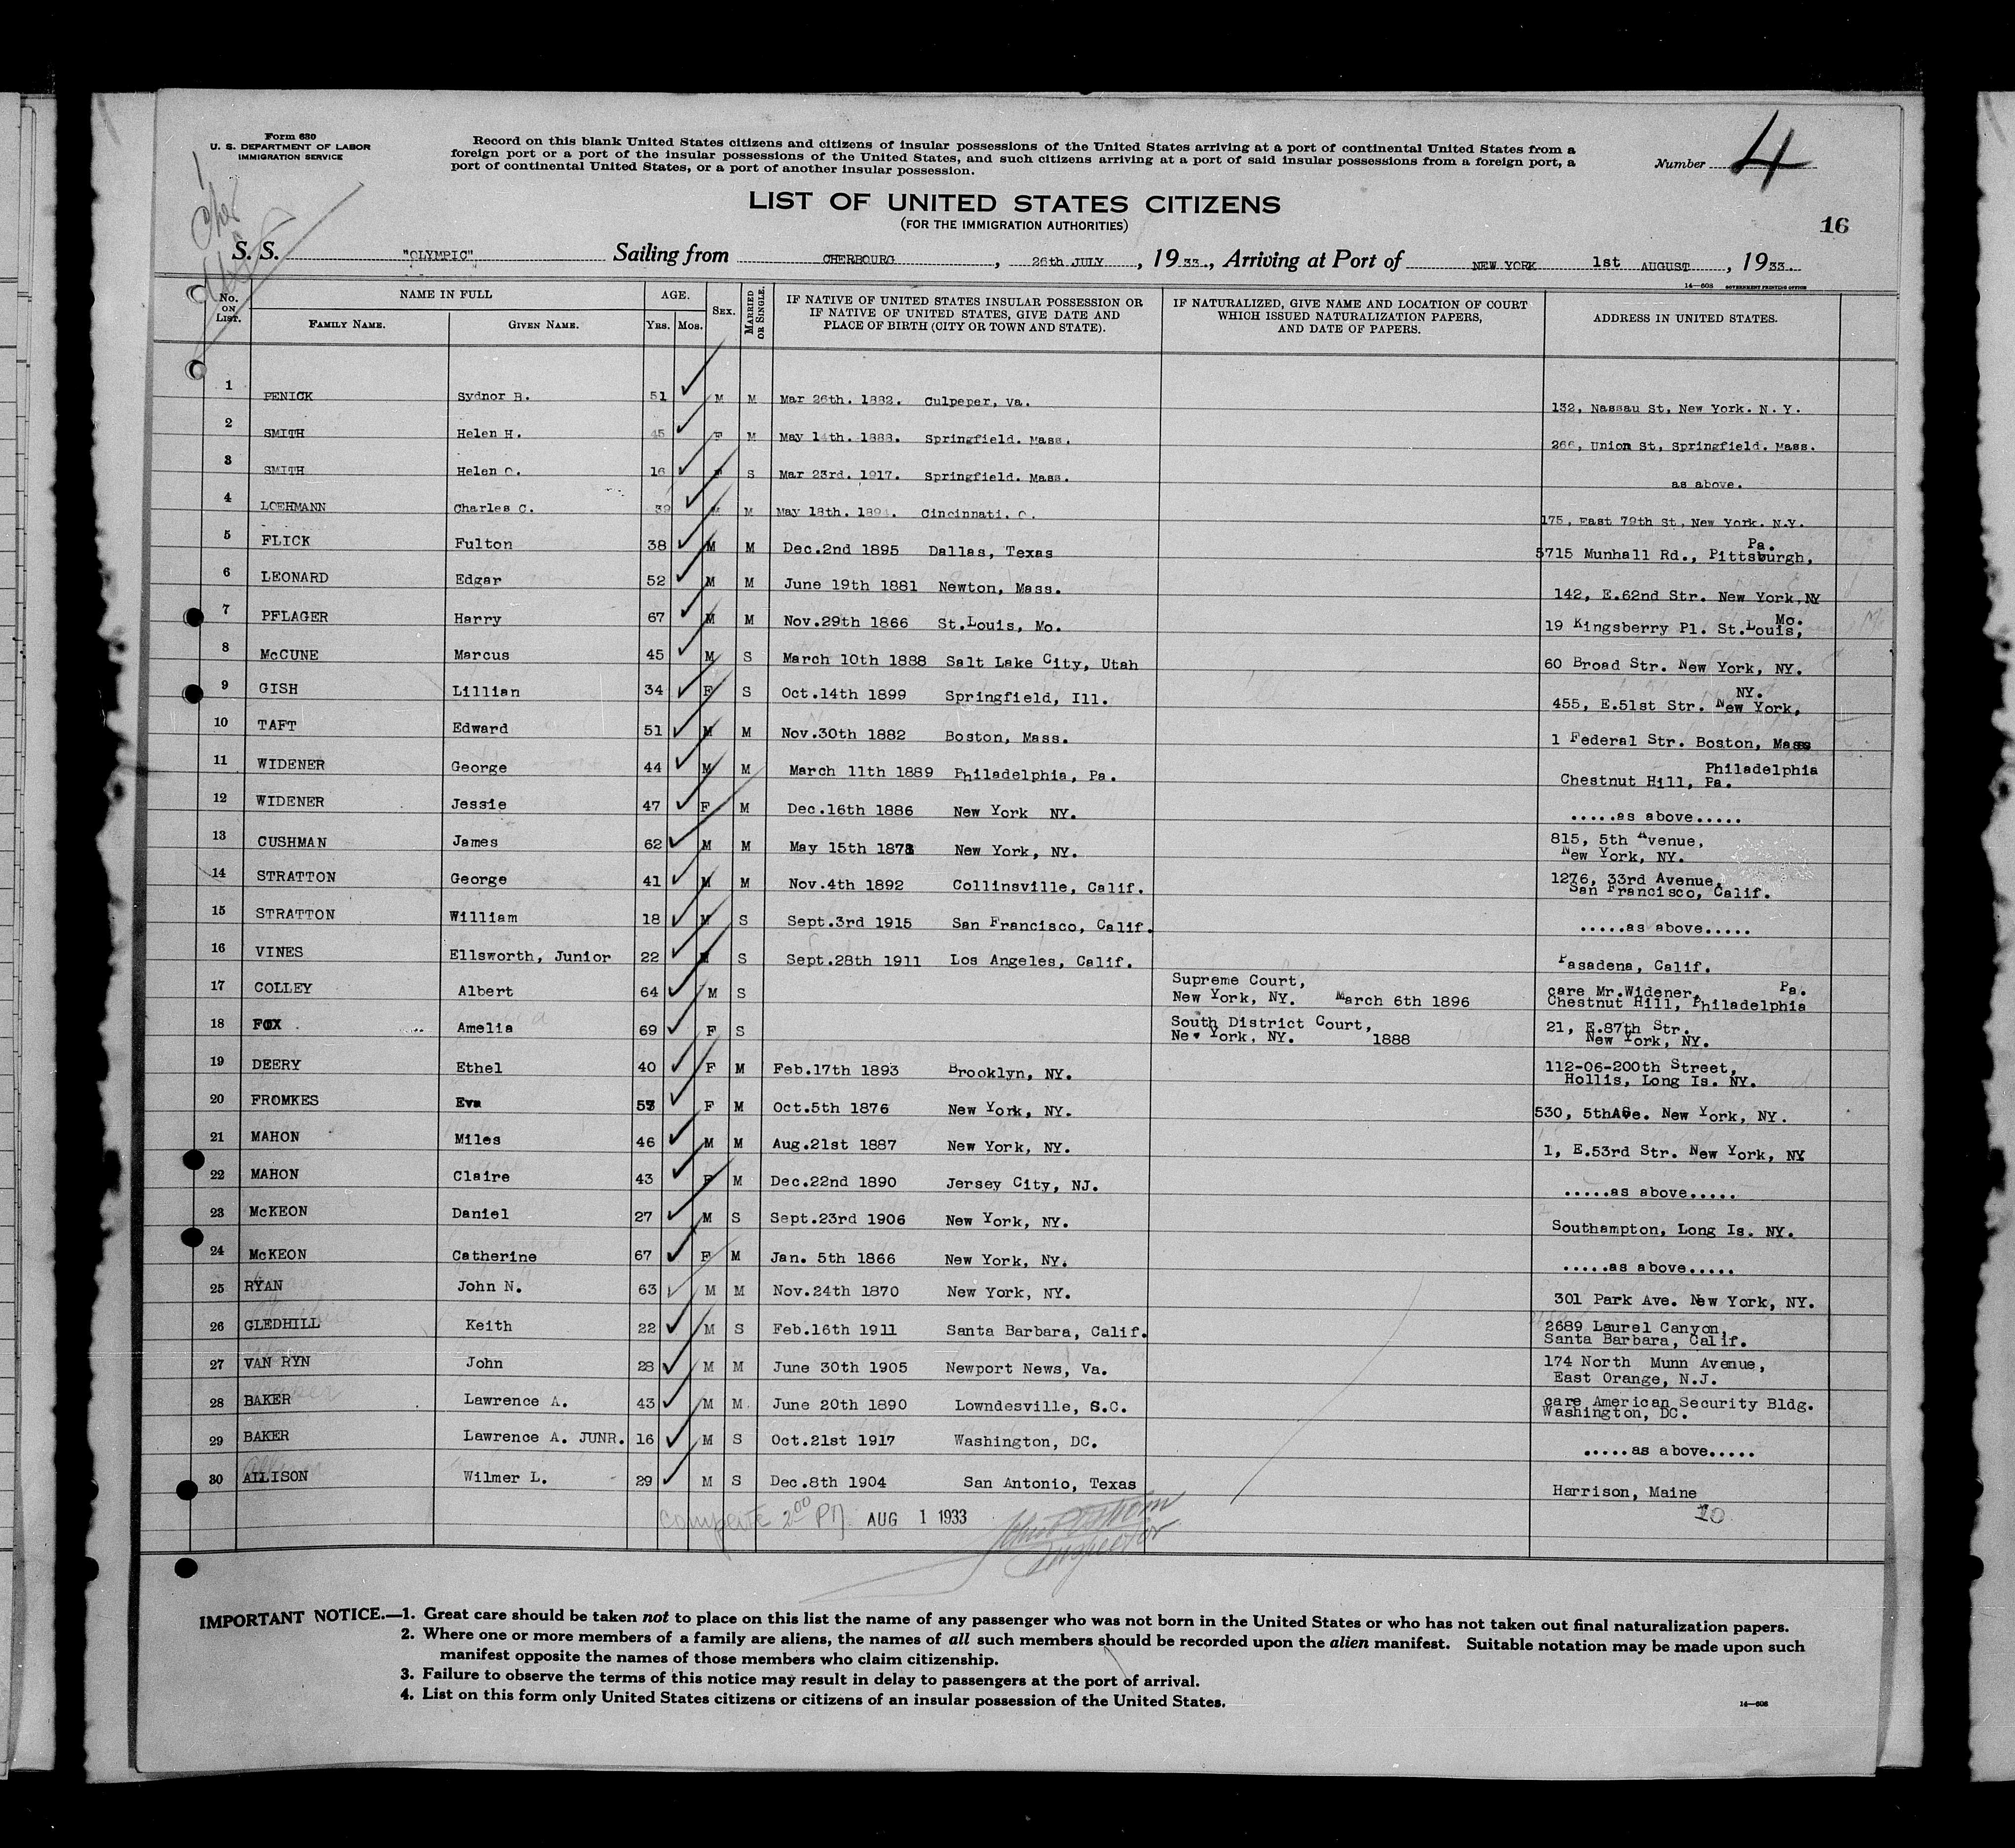 Form 630
U. S. DEPARTMENT OF LABOR
IMMIGRATION SERVICE
Record on this blank United States citizens and citizens of insular possessions of the United States arriving at a port of continental United States from a
foreign port or a port of the insular possessions of the United States, and such citizens arriving at a port of said insular possessions from a foreign port, a
port of continental United States, or a port of another insular possession.
Number 4
LIST OF UNITED STATES CITIZENS
(FOR THE IMMIGRATION AUTHORITIES)
16
S. S. "OLYMPIC" Sailing from CHERBOURG, 26th JULY, 1933., Arriving at Port of NEW YORK 1st AUGUST, 1933.
14—608 GOVERNMENT PRINTING OFFICE
No. ON LIST. NAME IN FULL FAMILY NAME. GIVEN NAME. AGE. YRS. MOS. SEX. MARRIED OR SINGLE. IF NATIVE OF UNITED STATES INSULAR POSSESSION OR IF NATIVE OF UNITED STATES, GIVE DATE AND PLACE OF BIRTH (CITY OR TOWN AND STATE). IF NATURALIZED, GIVE NAME AND LOCATION OF COURT WHICH ISSUED NATURALIZATION PAPERS, AND DATE OF PAPERS. ADDRESS IN UNITED STATES.
1 PENICK Sydnor B. 51 M M Mar 26th. 1882. Culpeper, Va. 132, Nassau St, New York. N.Y.
2 SMITH Helen H. 45 F M May 14th. 1888. Springfield. Mass. 266, Union St, Springfield. Mass.
3 SMITH Helen C. 16 F S Mar 23rd. 1917. Springfield. Mass. as above.
4 LOEHMANN Charles C. 39 M M May 18th. 1894. Cincinnati. O. 175, East 79th St, New York. N.Y.
5 FLICK Fulton 38 M M Dec.2nd 1895 Dallas, Texas 5715 Munhall Rd., Pittsburgh, Pa.
6 LEONARD Edgar 52 M M June 19th 1881 Newton, Mass. 142, E.62nd Str. New York,NY
7 PFLAGER Harry 67 M M Nov.29th 1866 St.Louis, Mo. 19 Kingsberry Pl. St.Louis, Mo.
8 McCUNE Marcus 45 M S March 10th 1888 Salt Lake City, Utah 60 Broad Str. New York, NY.
9 GISH Lillian 34 F S Oct.14th 1899 Springfield, Ill. 455, E.51st Str. New York, NY.
10 TAFT Edward 51 M M Nov.30th 1882 Boston, Mass. 1 Federal Str. Boston, Mass
11 WIDENER George 44 M M March 11th 1889 Philadelphia, Pa. Chestnut Hill, Philadelphia Pa.
12 WIDENER Jessie 47 F M Dec.16th 1886 New York NY. .....as above.....
13 CUSHMAN James 62 M M May 15th 1871 New York, NY. 815, 5th Avenue, New York, NY.
14 STRATTON George 41 M M Nov.4th 1892 Collinsville, Calif. 1276, 33rd Avenue, San Francisco, Calif.
15 STRATTON William 18 M S Sept.3rd 1915 San Francisco, Calif. .....as above.....
16 VINES Ellsworth, Junior 22 M S Sept.28th 1911 Los Angeles, Calif. Pasadena, Calif.
17 COLLEY Albert 64 M S Supreme Court, New York, NY. March 6th 1896 care Mr.Widener, Chestnut Hill, Philadelphia Pa.
18 FOX Amelia 69 F S South District Court, New York, NY. 1888 21, E.87th Str. New York, NY.
19 DEERY Ethel 40 F M Feb.17th 1893 Brooklyn, NY. 112-06-200th Street, Hollis, Long Is. NY.
20 FROMKES Eva 57 F M Oct.5th 1876 New York, NY. 530, 5thAve. New York, NY.
21 MAHON Miles 46 M M Aug.21st 1887 New York, NY. 1, E.53rd Str. New York, NY
22 MAHON Claire 43 F M Dec.22nd 1890 Jersey City, NJ. .....as above.....
23 McKEON Daniel 27 M S Sept.23rd 1906 New York, NY. Southampton, Long Is. NY.
24 McKEON Catherine 67 F M Jan. 5th 1866 New York, NY. .....as above.....
25 RYAN John N. 63 M M Nov.24th 1870 New York, NY. 301 Park Ave. New York, NY.
26 GLEDHILL Keith 22 M S Feb.16th 1911 Santa Barbara, Calif. 2689 Laurel Canyon, Santa Barbara, Calif.
27 VAN RYN John 28 M M June 30th 1905 Newport News, Va. 174 North Munn Avenue, East Orange, N.J.
28 BAKER Lawrence A. 43 M M June 20th 1890 Lowndesville, S.C. care American Security Bldg. Washington, DC.
29 BAKER Lawrence A. JUNR. 16 M S Oct.21st 1917 Washington, DC. .....as above.....
30 ALLISON Wilmer L. 29 M S Dec.8th 1904 San Antonio, Texas Harrison, Maine
Complete 2 00 PM. AUG 1 1933
Inspector
IMPORTANT NOTICE.—1. Great care should be taken not to place on this list the name of any passenger who was not born in the United States or who has not taken out final naturalization papers.
2. Where one or more members of a family are aliens, the names of all such members should be recorded upon the alien manifest. Suitable notation may be made upon such
manifest opposite the names of those members who claim citizenship.
3. Failure to observe the terms of this notice may result in delay to passengers at the port of arrival.
4. List on this form only United States citizens or citizens of an insular possession of the United States.
14—608